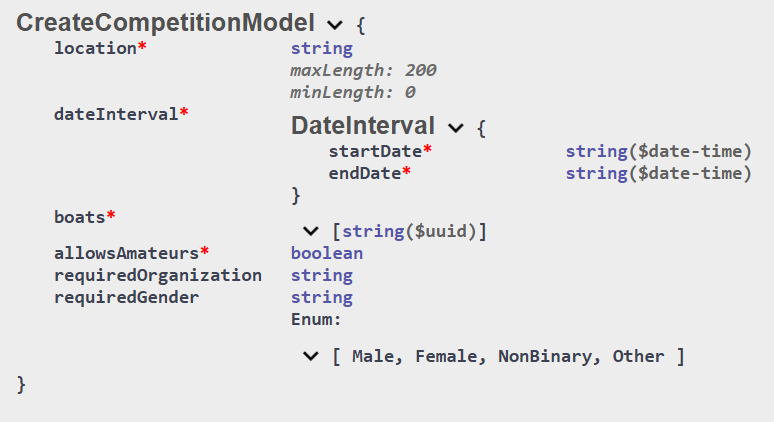 CreateCompetitionModel {
location* string
maxLength: 200
minLength: 0
dateInterval* DateInterval {
startDate* string($date-time)
endDate* string($date-time)
}
boats* [string($uuid)]
allowsAmateurs* boolean
requiredOrganization string
requiredGender string
Enum:
[ Male, Female, NonBinary, Other ]
}